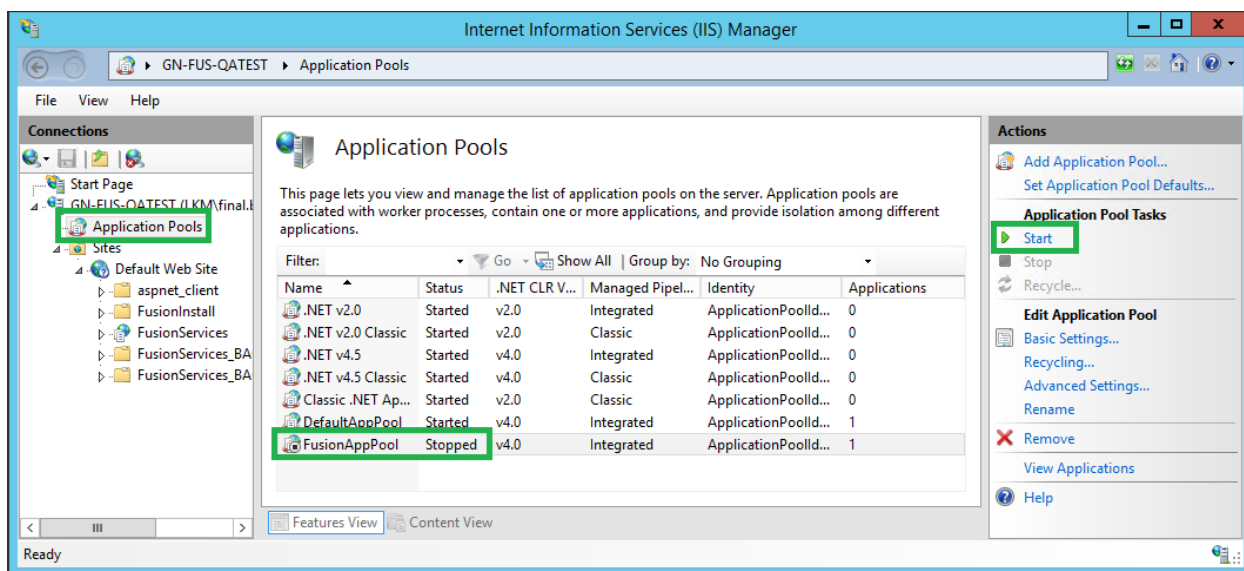 Internet Information Services (IIS) Manager
GN-FUS-QATEST Application Pools
File View Help
Connections
Start Page
GN-FUS-QATEST (LKM\final.b
Application Pools
Sites
Default Web Site
aspnet_client
FusionInstall
FusionServices
FusionServices_BA
FusionServices_BA
Application Pools
This page lets you view and manage the list of application pools on the server. Application pools are
associated with worker processes, contain one or more applications, and provide isolation among different
applications.
Filter: Go Show All Group by: No Grouping
Name Status .NET CLR V... Managed Pipel... Identity Applications
.NET v2.0 Started v2.0 Integrated ApplicationPoolId... 0
.NET v2.0 Classic Started v2.0 Classic ApplicationPoolId... 0
.NET v4.5 Started v4.0 Integrated ApplicationPoolId... 0
.NET v4.5 Classic Started v4.0 Classic ApplicationPoolId... 0
Classic .NET Ap... Started v2.0 Classic ApplicationPoolId... 0
DefaultAppPool Started v4.0 Integrated ApplicationPoolId... 1
FusionAppPool Stopped v4.0 Integrated ApplicationPoolId... 1
Features View Content View
Actions
Add Application Pool...
Set Application Pool Defaults...
Application Pool Tasks
Start
Stop
Recycle...
Edit Application Pool
Basic Settings...
Recycling...
Advanced Settings...
Rename
Remove
View Applications
Help
Ready